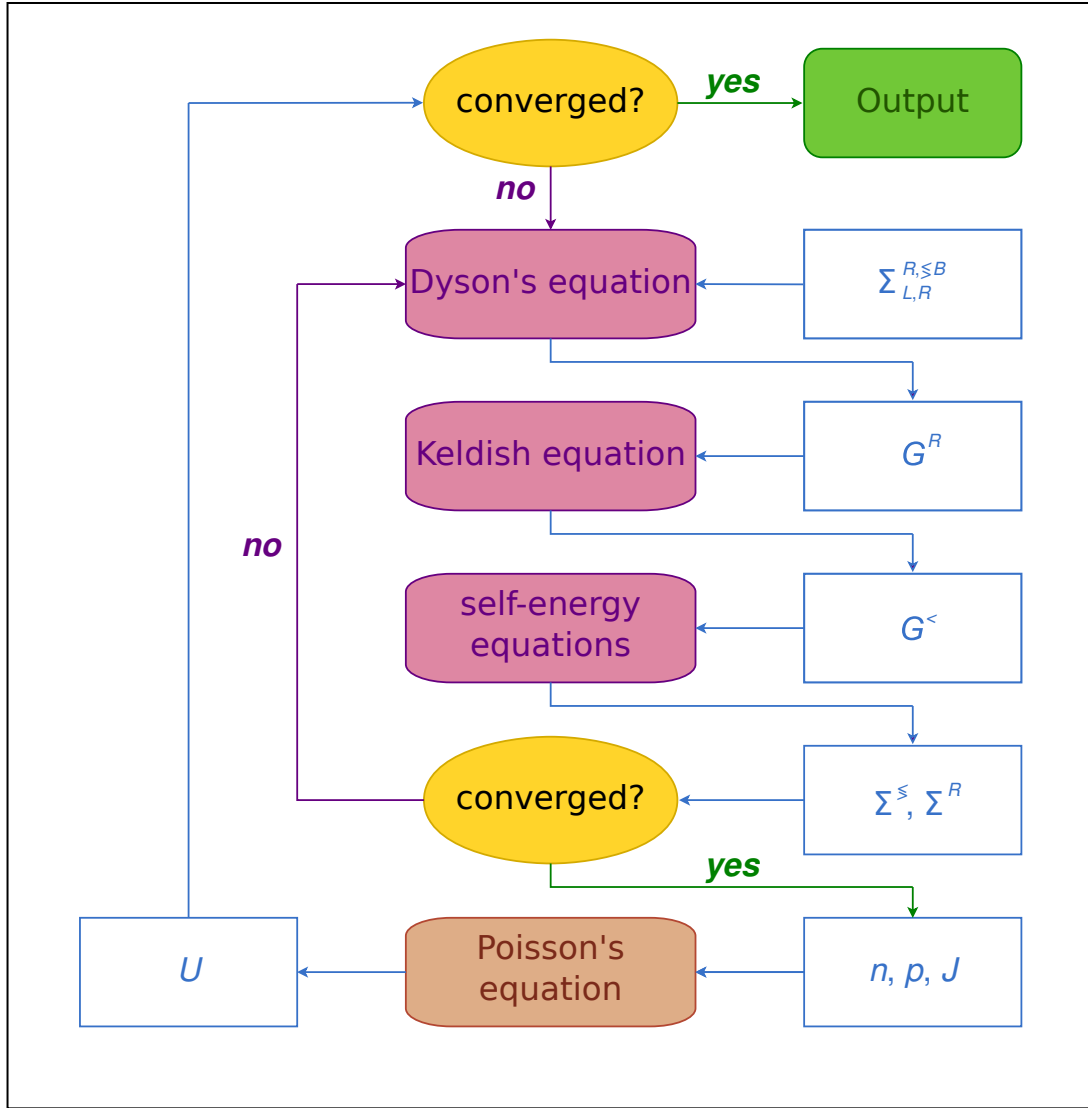 converged?
yes
Output
no
Dyson's equation
Σ R,≶B L,R
Keldish equation
G R
no
self-energy
equations
G <
converged?
Σ ≶, Σ R
yes
U
Poisson's
equation
n, p, J